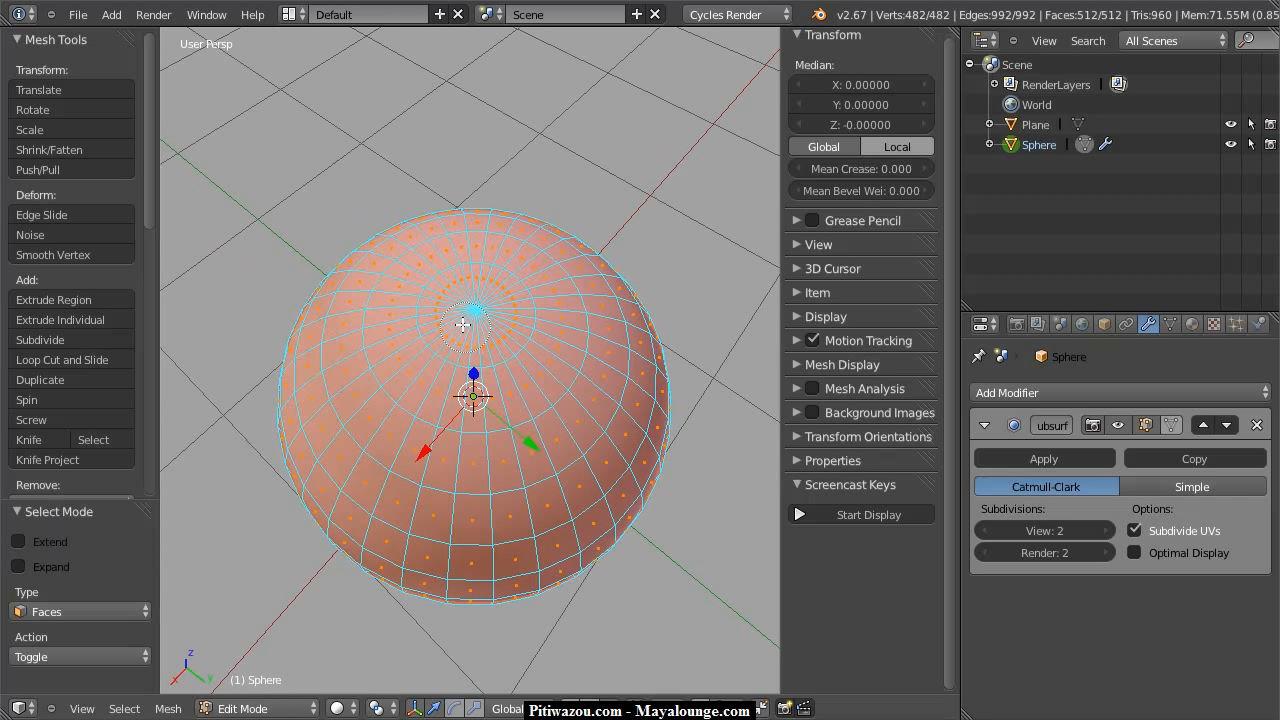 File Add Render Window Help Default Scene Cycles Render v2.67 | Verts:482/482 | Edges:992/992 | Faces:512/512 | Tris:960 | Mem:71.55M (0.85
Mesh Tools
Transform:
Translate
Rotate
Scale
Shrink/Fatten
Push/Pull
Deform:
Edge Slide
Noise
Smooth Vertex
Add:
Extrude Region
Extrude Individual
Subdivide
Loop Cut and Slide
Duplicate
Spin
Screw
Knife Select
Knife Project
Remove:
Select Mode
Extend
Expand
Type
Faces
Action
Toggle
User Persp
z
x
y
(1) Sphere
View Select Mesh Edit Mode Global
Pitiwazou.com - Mayalounge.com
Transform
Median:
X: 0.00000
Y: 0.00000
Z: -0.00000
Global Local
Mean Crease: 0.000
Mean Bevel Wei: 0.000
Grease Pencil
View
3D Cursor
Item
Display
Motion Tracking
Mesh Display
Mesh Analysis
Background Images
Transform Orientations
Properties
Screencast Keys
Start Display
View Search All Scenes
Scene
RenderLayers
World
Plane
Sphere
Sphere
Add Modifier
ubsurf
Apply Copy
Catmull-Clark Simple
Subdivisions: Options:
View: 2 Subdivide UVs
Render: 2 Optimal Display